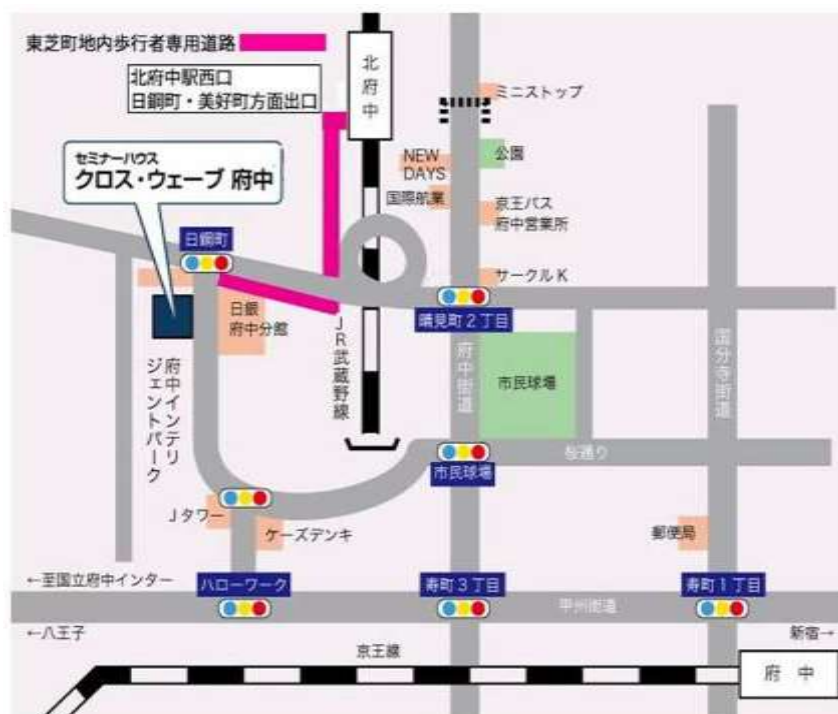 東芝町地内歩行者専用道路
北府中駅西口
日鋼町・美好町方面出口
北府中
ミニストップ
セミナーハウス
クロス・ウェーブ 府中
NEW
DAYS
公園
国際航業
京王バス
府中営業所
日鋼町
サークルK
日銀
府中分館
晴見町2丁目
JR武蔵野線
府中街道
国分寺街道
府中インテリ
ジェントパーク
市民球場
市民球場
桜通り
Jタワー
ケーズデンキ
郵便局
←至国立府中インター
ハローワーク
寿町3丁目
寿町1丁目
甲州街道
←八王子
新宿→
京王線
府中